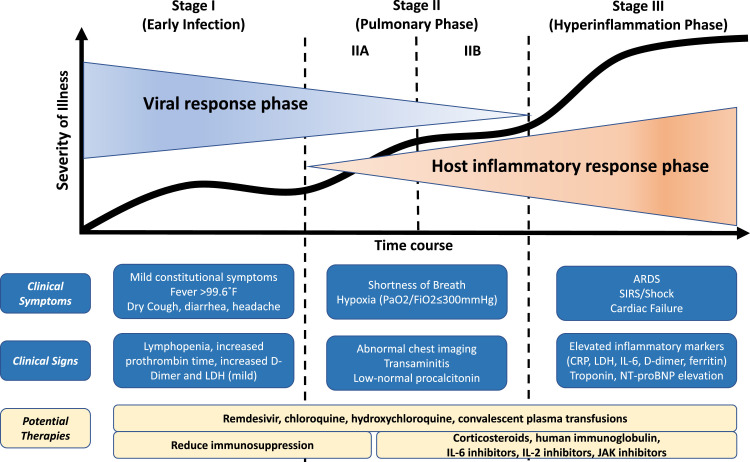 Stage I
(Early Infection)
Stage II
(Pulmonary Phase)
Stage III
(Hyperinflammation Phase)
IIA
IIB
Severity of Illness
Viral response phase
Host inflammatory response phase
Time course
Clinical
Symptoms
Mild constitutional symptoms
Fever >99.6˚F
Dry Cough, diarrhea, headache
Shortness of Breath
Hypoxia (PaO2/FiO2≤300mmHg)
ARDS
SIRS/Shock
Cardiac Failure
Clinical Signs
Lymphopenia, increased
prothrombin time, increased D-
Dimer and LDH (mild)
Abnormal chest imaging
Transaminitis
Low-normal procalcitonin
Elevated inflammatory markers
(CRP, LDH, IL-6, D-dimer, ferritin)
Troponin, NT-proBNP elevation
Potential
Therapies
Remdesivir, chloroquine, hydroxychloroquine, convalescent plasma transfusions
Reduce immunosuppression
Corticosteroids, human immunoglobulin,
IL-6 inhibitors, IL-2 inhibitors, JAK inhibitors